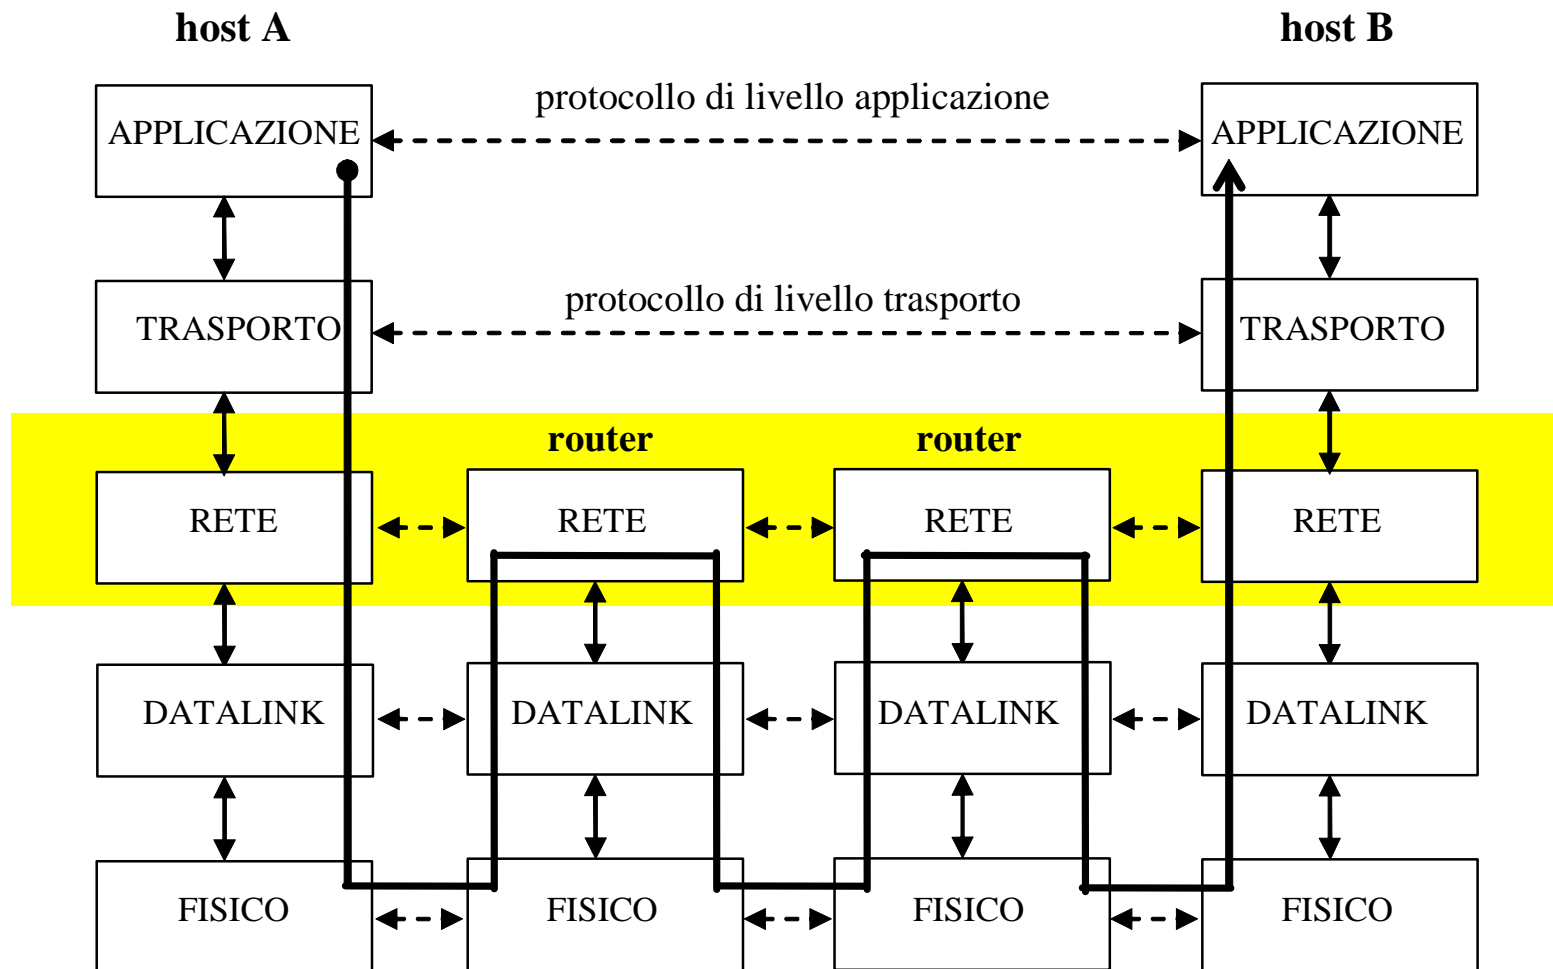 host A
host B
APPLICAZIONE
protocollo di livello applicazione
APPLICAZIONE
TRASPORTO
protocollo di livello trasporto
TRASPORTO
router
router
RETE
RETE
RETE
RETE
DATALINK
DATALINK
DATALINK
DATALINK
FISICO
FISICO
FISICO
FISICO